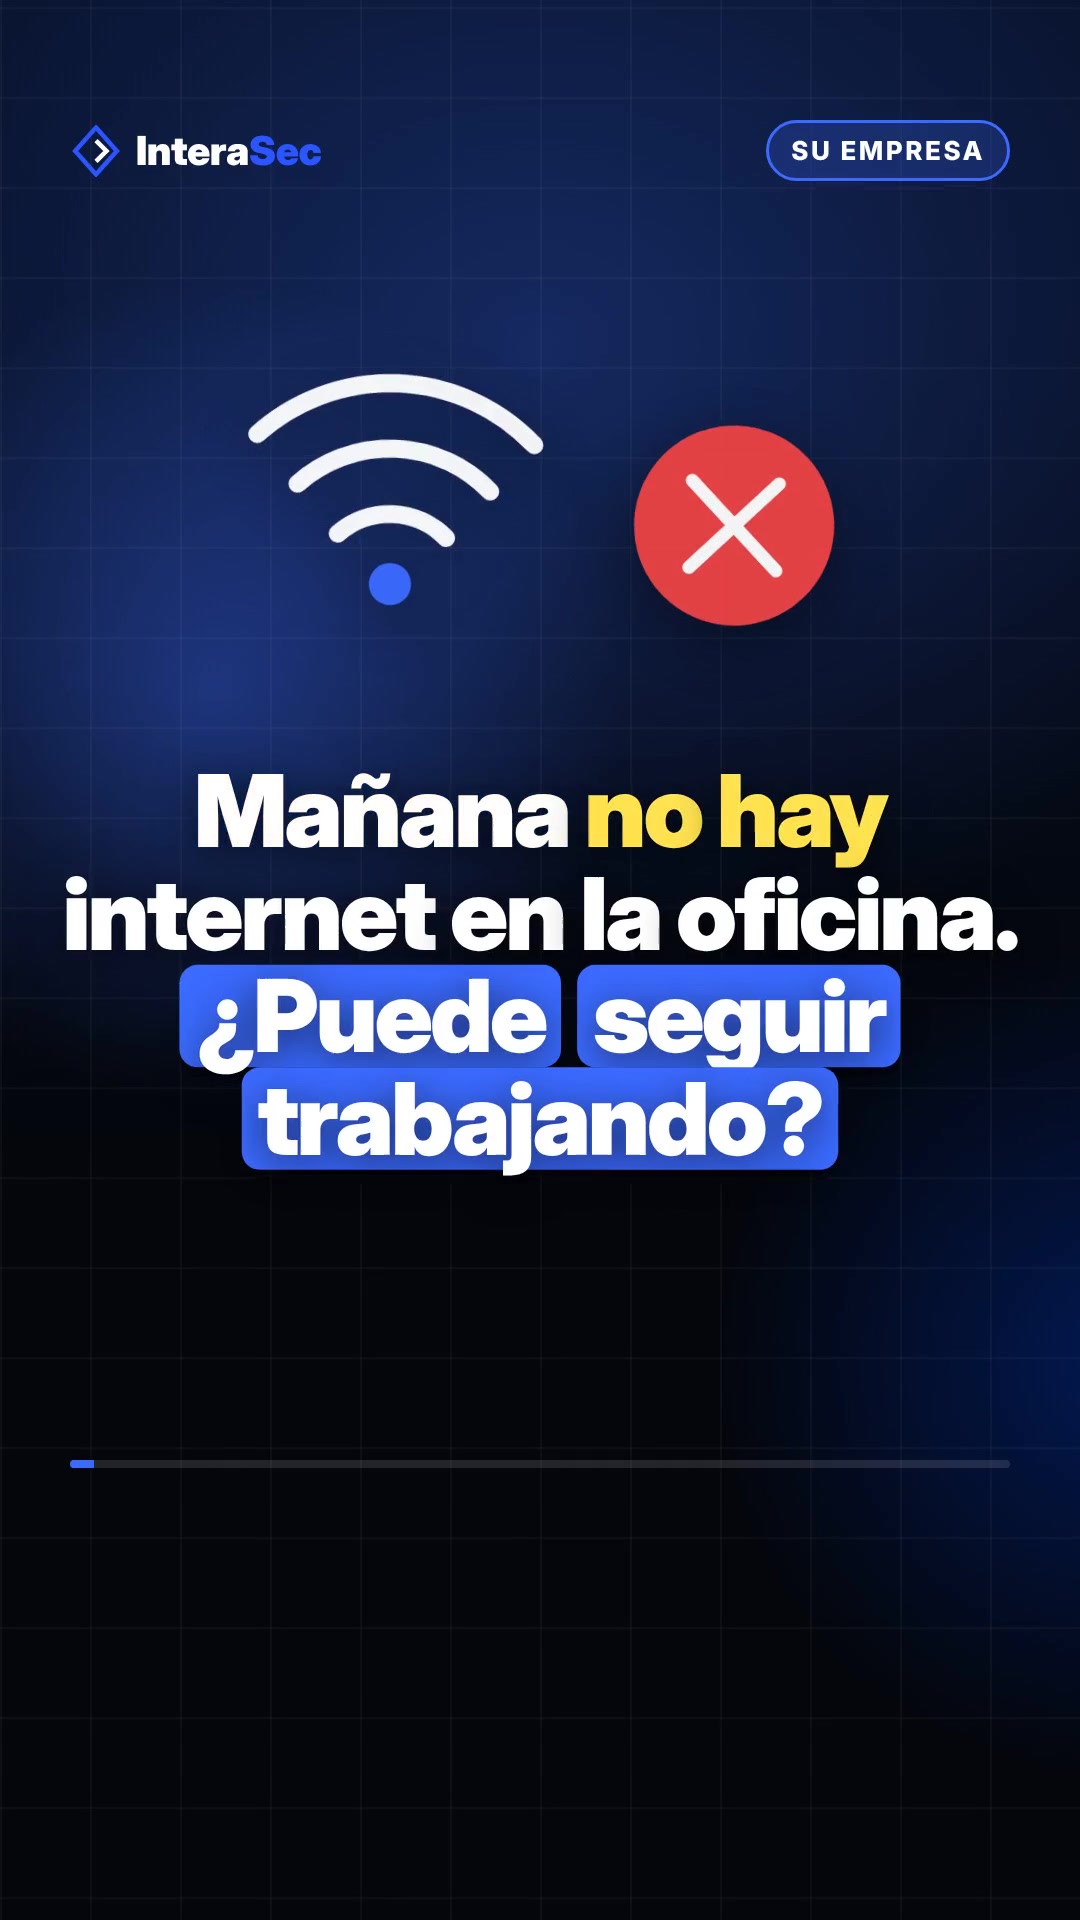 InteraSec
SU EMPRESA
Mañana no hay
internet en la oficina.
¿Puede seguir
trabajando?